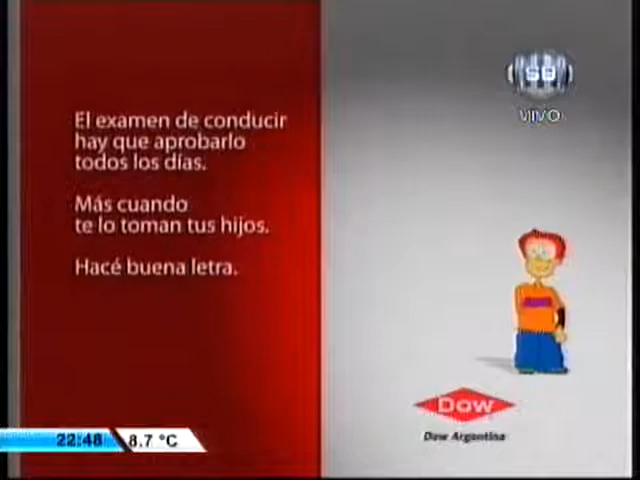 El examen de conducir
hay que aprobarlo
todos los días.
Más cuando
te lo toman tus hijos.
Hacé buena letra.
VIVO
Dow
Dow Argentina
22:48 8.7 °C